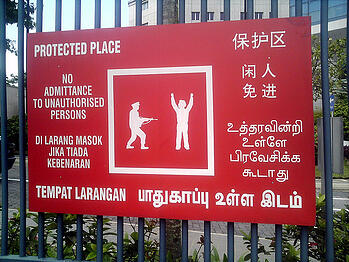 PROTECTED PLACE
NO
ADMITTANCE
TO UNAUTHORISED
PERSONS
DI LARANG MASOK
JIKA TIADA
KEBENARAN
TEMPAT LARANGAN
保护区
闲人
免进
உத்தரவின்றி
உள்ளே
பிரவேசிக்க
கூடாது
பாதுகாப்பு உள்ள இடம்